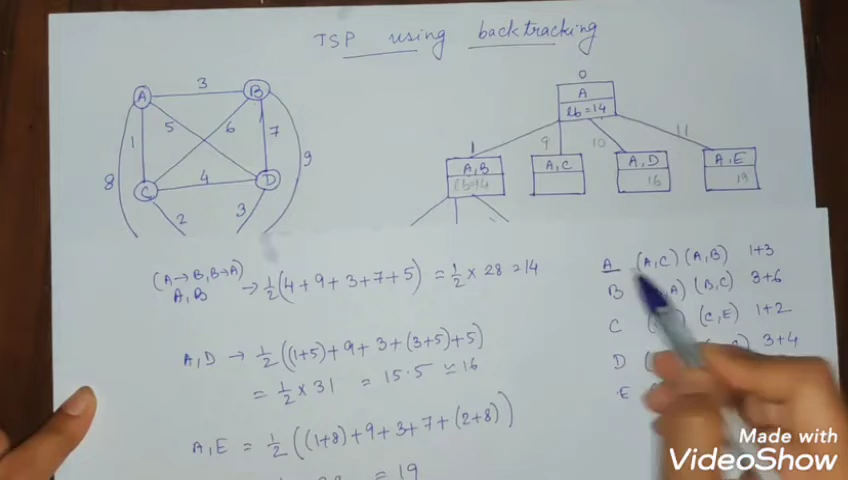 TSP using backtracking
A 3 B
5 6 7
1
8 C 4 D 9
2 3
0
A
lb=14
1 9 10 11
A,B A,C A,D A,E
lb=14 16 19
(A→B, B→A)
A,B → 1/2(4+9+3+7+5) = 1/2 × 28 = 14
A,D → 1/2((1+5)+9+3+(3+5)+5)
= 1/2 × 31 = 15.5 ≃ 16
A,E = 1/2((1+8)+9+3+7+(2+8))
= 19
A (A,C) (A,B) 1+3
B A) (B,C) 3+6
C (C,E) 1+2
D 3+4
E
Made with
VideoShow